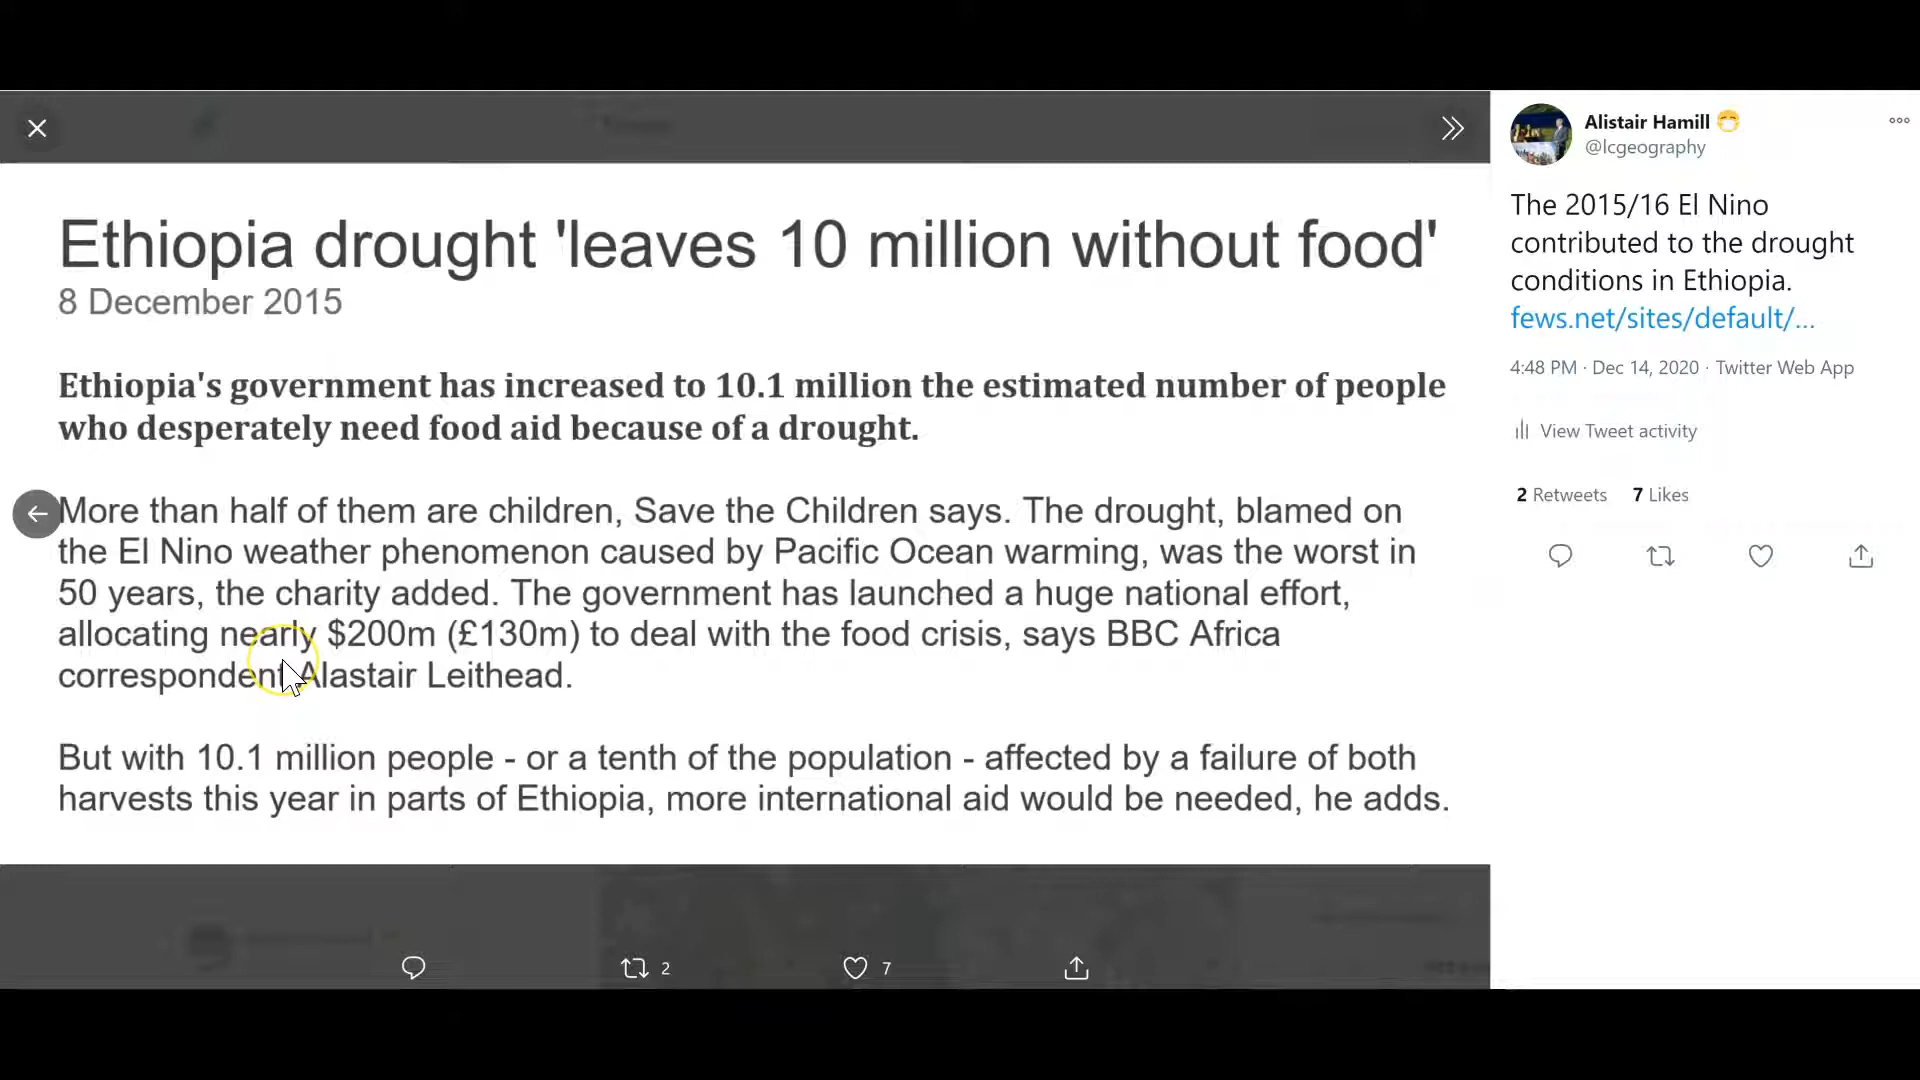 Ethiopia drought 'leaves 10 million without food'
8 December 2015
Ethiopia's government has increased to 10.1 million the estimated number of people
who desperately need food aid because of a drought.
More than half of them are children, Save the Children says. The drought, blamed on
the El Nino weather phenomenon caused by Pacific Ocean warming, was the worst in
50 years, the charity added. The government has launched a huge national effort,
allocating nearly $200m (£130m) to deal with the food crisis, says BBC Africa
correspondent Alastair Leithead.
But with 10.1 million people - or a tenth of the population - affected by a failure of both
harvests this year in parts of Ethiopia, more international aid would be needed, he adds.
2
7
Alistair Hamill 😷
@lcgeography
The 2015/16 El Nino
contributed to the drought
conditions in Ethiopia.
fews.net/sites/default/...
4:48 PM · Dec 14, 2020 · Twitter Web App
View Tweet activity
2 Retweets 7 Likes